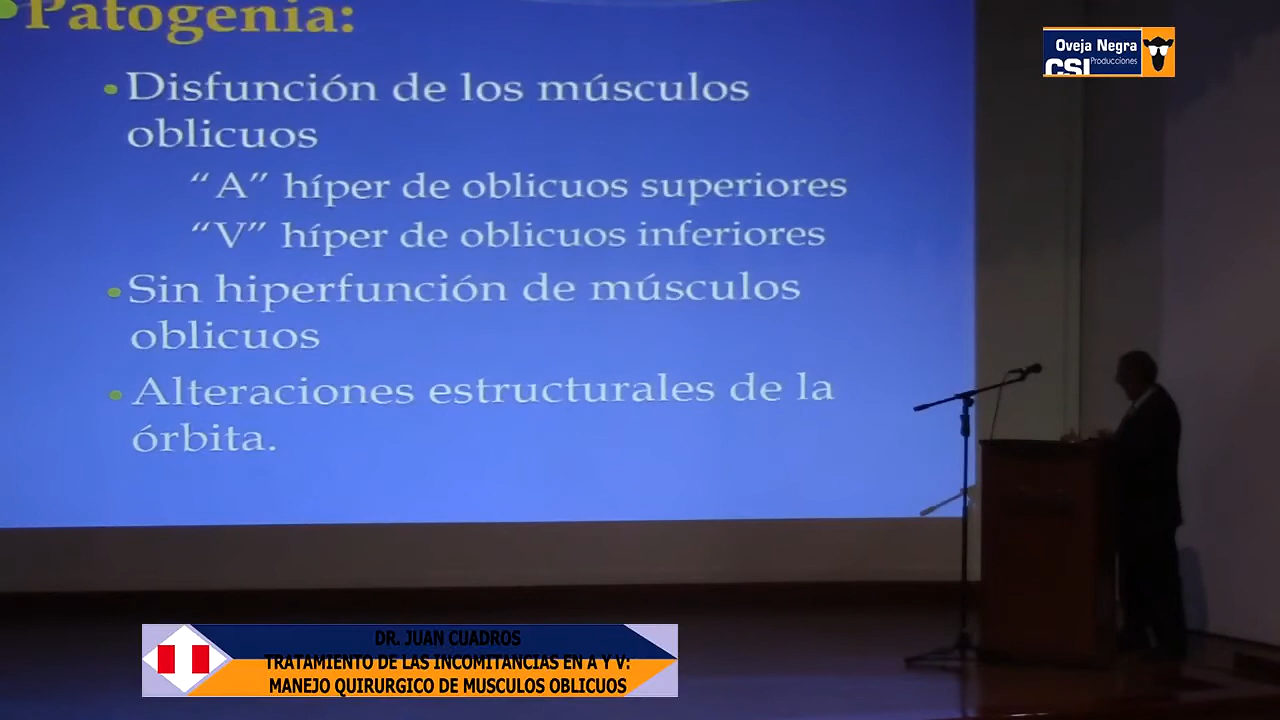 •Patogenia:
•Disfunción de los músculos
oblicuos
“A” híper de oblicuos superiores
“V” híper de oblicuos inferiores
•Sin hiperfunción de músculos
oblicuos
•Alteraciones estructurales de la
órbita.
Oveja Negra
CSI Producciones
DR. JUAN CUADROS
TRATAMIENTO DE LAS INCOMITANCIAS EN A Y V:
MANEJO QUIRURGICO DE MUSCULOS OBLICUOS